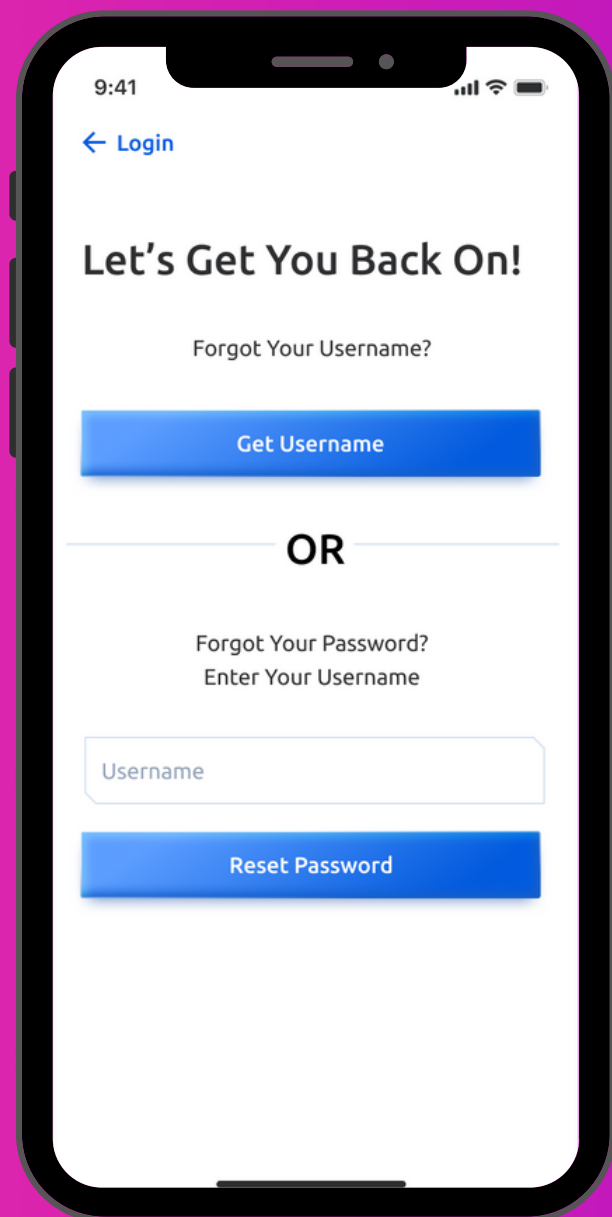 9:41
← Login
Let’s Get You Back On!
Forgot Your Username?
Get Username
OR
Forgot Your Password?
Enter Your Username
Username
Reset Password